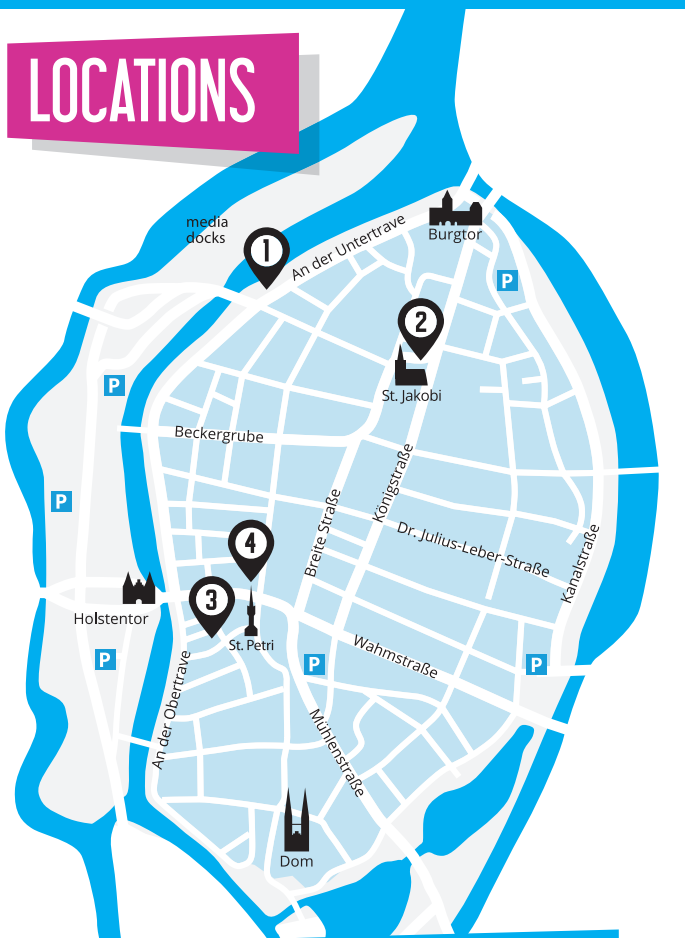 LOCATIONS
media
docks
1
An der Untertrave
Burgtor
P
2
St. Jakobi
P
Beckergrube
Königstraße
P
Breite Straße
Dr. Julius-Leber-Straße
Kanalstraße
4
3
Holstentor
St. Petri
P
P
Wahmstraße
P
An der Obertrave
Mühlenstraße
Dom